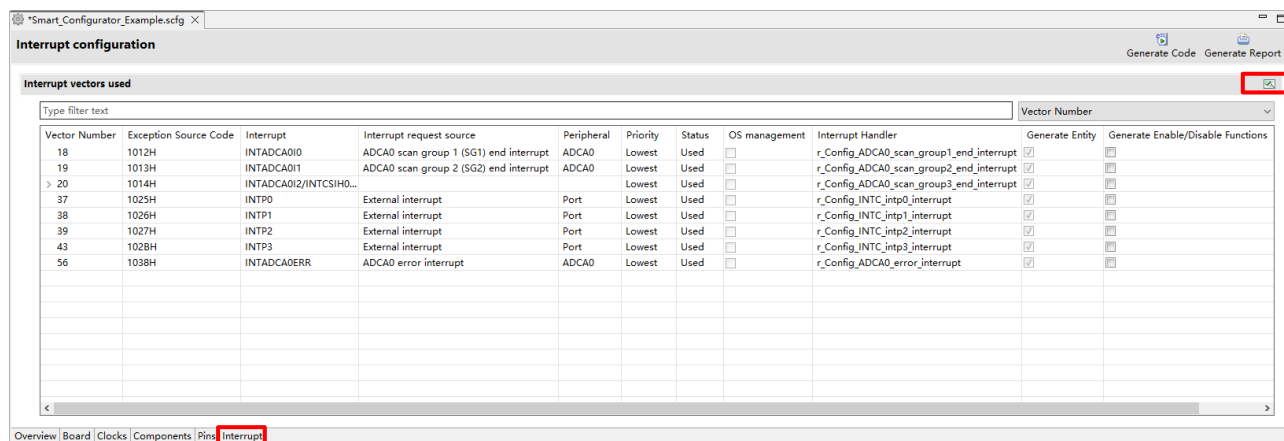 *Smart_Configurator_Example.scfg
Interrupt configuration
Generate Code Generate Report
Interrupt vectors used
Type filter text Vector Number
Vector Number Exception Source Code Interrupt Interrupt request source Peripheral Priority Status OS management Interrupt Handler Generate Entity Generate Enable/Disable Functions
18 1012H INTADCA0I0 ADCA0 scan group 1 (SG1) end interrupt ADCA0 Lowest Used r_Config_ADCA0_scan_group1_end_interrupt
19 1013H INTADCA0I1 ADCA0 scan group 2 (SG2) end interrupt ADCA0 Lowest Used r_Config_ADCA0_scan_group2_end_interrupt
> 20 1014H INTADCA0I2/INTCSIH0... Lowest Used r_Config_ADCA0_scan_group3_end_interrupt
37 1025H INTP0 External interrupt Port Lowest Used r_Config_INTC_intp0_interrupt
38 1026H INTP1 External interrupt Port Lowest Used r_Config_INTC_intp1_interrupt
39 1027H INTP2 External interrupt Port Lowest Used r_Config_INTC_intp2_interrupt
43 102BH INTP3 External interrupt Port Lowest Used r_Config_INTC_intp3_interrupt
56 1038H INTADCA0ERR ADCA0 error interrupt ADCA0 Lowest Used r_Config_ADCA0_error_interrupt
Overview Board Clocks Components Pins Interrupt